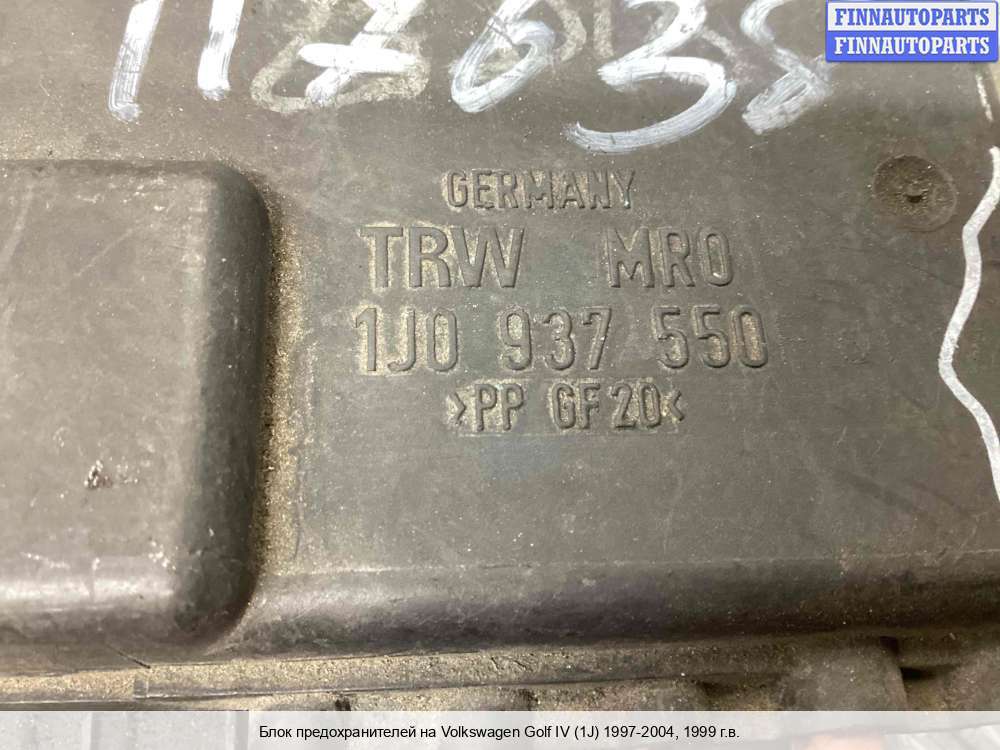 FINNAUTOPARTS
FINNAUTOPARTS
GERMANY
TRW MRO
1J0 937 550
>PP GF20<
Блок предохранителей на Volkswagen Golf IV (1J) 1997-2004, 1999 г.в.